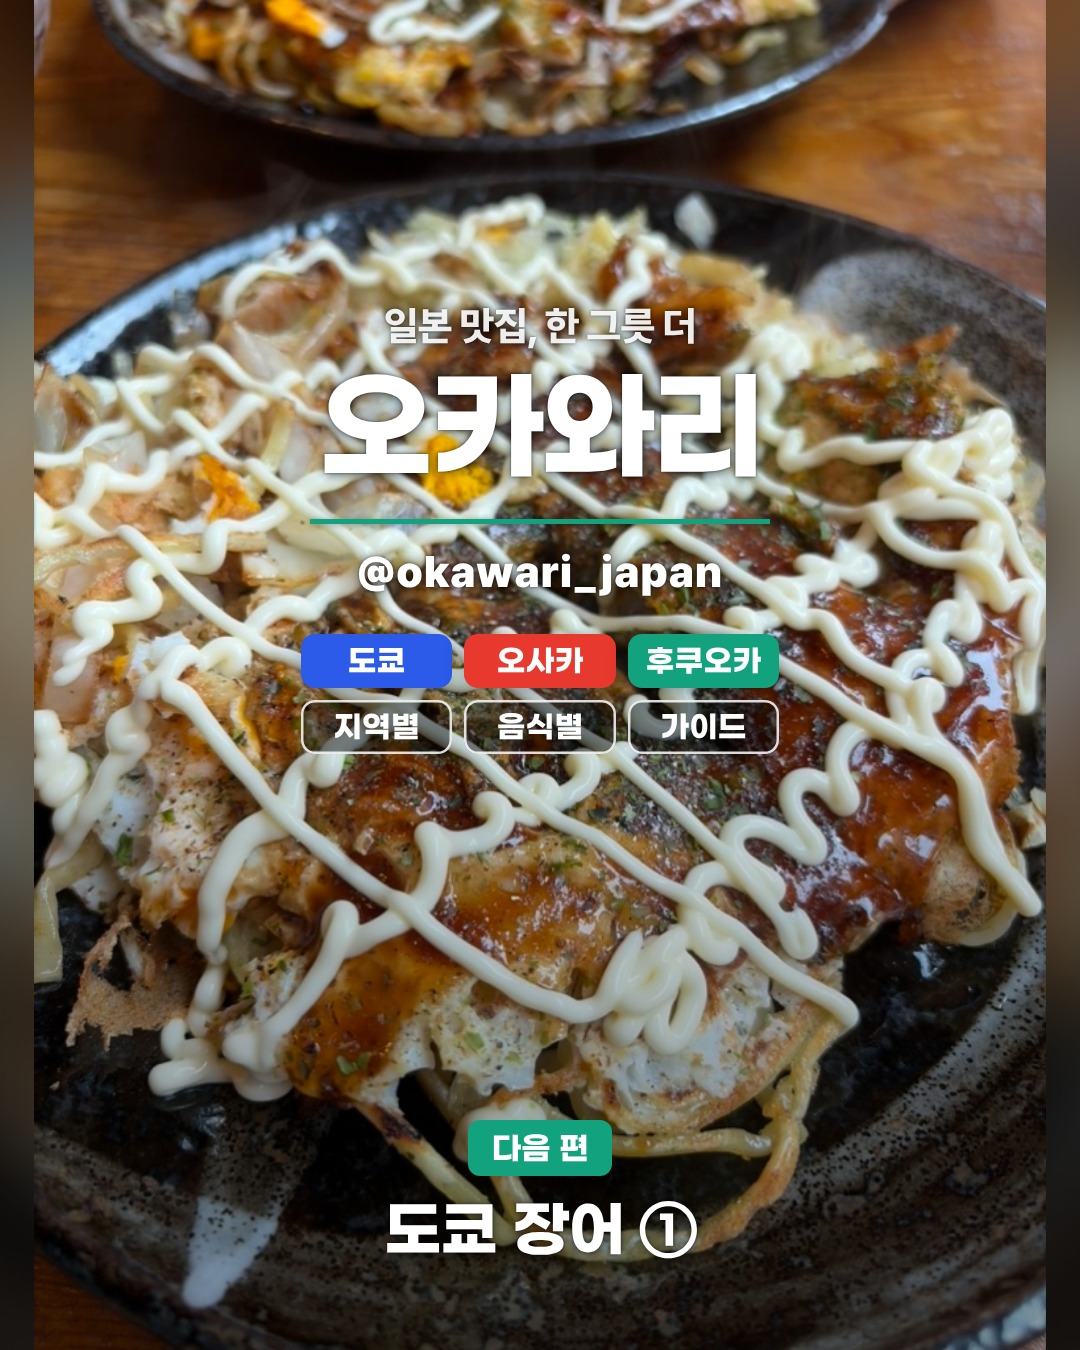 일본 맛집, 한 그릇 더
오카와리
@okawari_japan
도쿄 오사카 후쿠오카
지역별 음식별 가이드
다음 편
도쿄 장어 ①